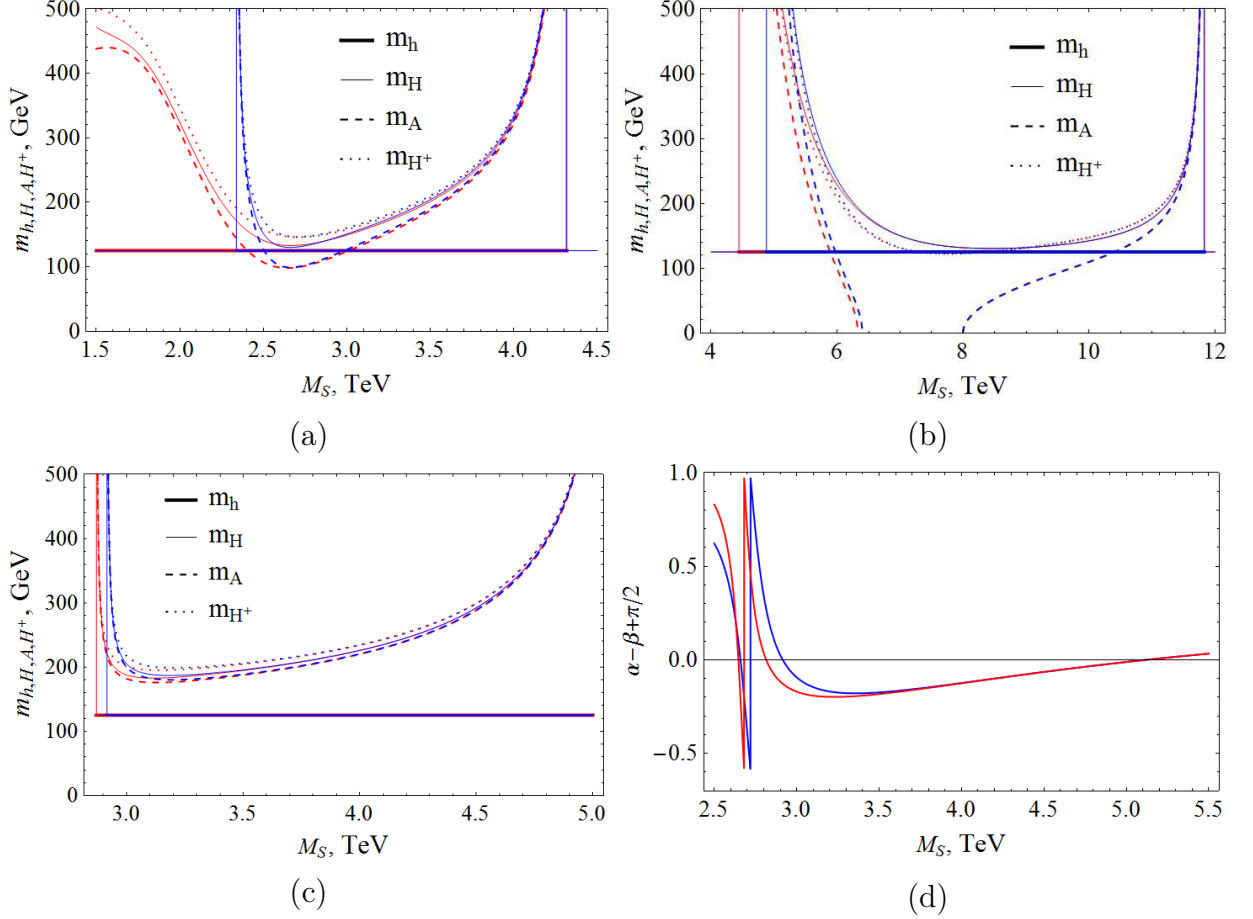 m_{h,H,A,H^+}, GeV
500
400
300
200
100
0
m_h
m_H
m_A
m_{H^+}
1.5 2.0 2.5 3.0 3.5 4.0 4.5
M_S, TeV
(a)
m_{h,H,A,H^+}, GeV
500
400
300
200
100
0
m_h
m_H
m_A
m_{H^+}
4 6 8 10 12
M_S, TeV
(b)
m_{h,H,A,H^+}, GeV
500
400
300
200
100
0
m_h
m_H
m_A
m_{H^+}
3.0 3.5 4.0 4.5 5.0
M_S, TeV
(c)
α−β+π/2
1.0
0.5
0.0
−0.5
2.5 3.0 3.5 4.0 4.5 5.0 5.5
M_S, TeV
(d)